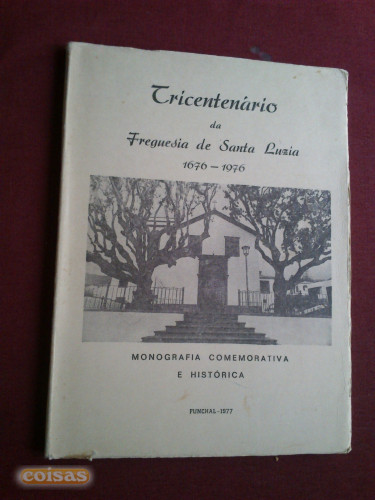 Tricentenário
da
Freguesia de Santa Luzia
1676 - 1976
MONOGRAFIA COMEMORATIVA
E HISTÓRICA
FUNCHAL - 1977
coisas